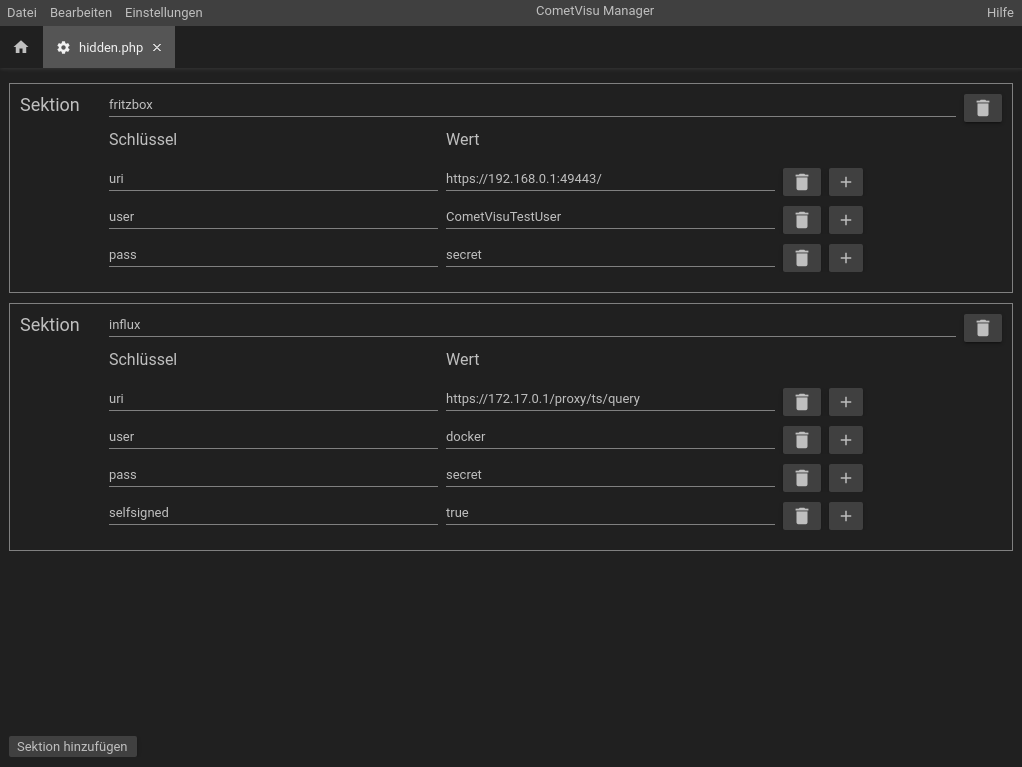 Datei Bearbeiten Einstellungen CometVisu Manager Hilfe
hidden.php
Sektion fritzbox
Schlüssel Wert
uri https://192.168.0.1:49443/
user CometVisuTestUser
pass secret
Sektion influx
Schlüssel Wert
uri https://172.17.0.1/proxy/ts/query
user docker
pass secret
selfsigned true
Sektion hinzufügen